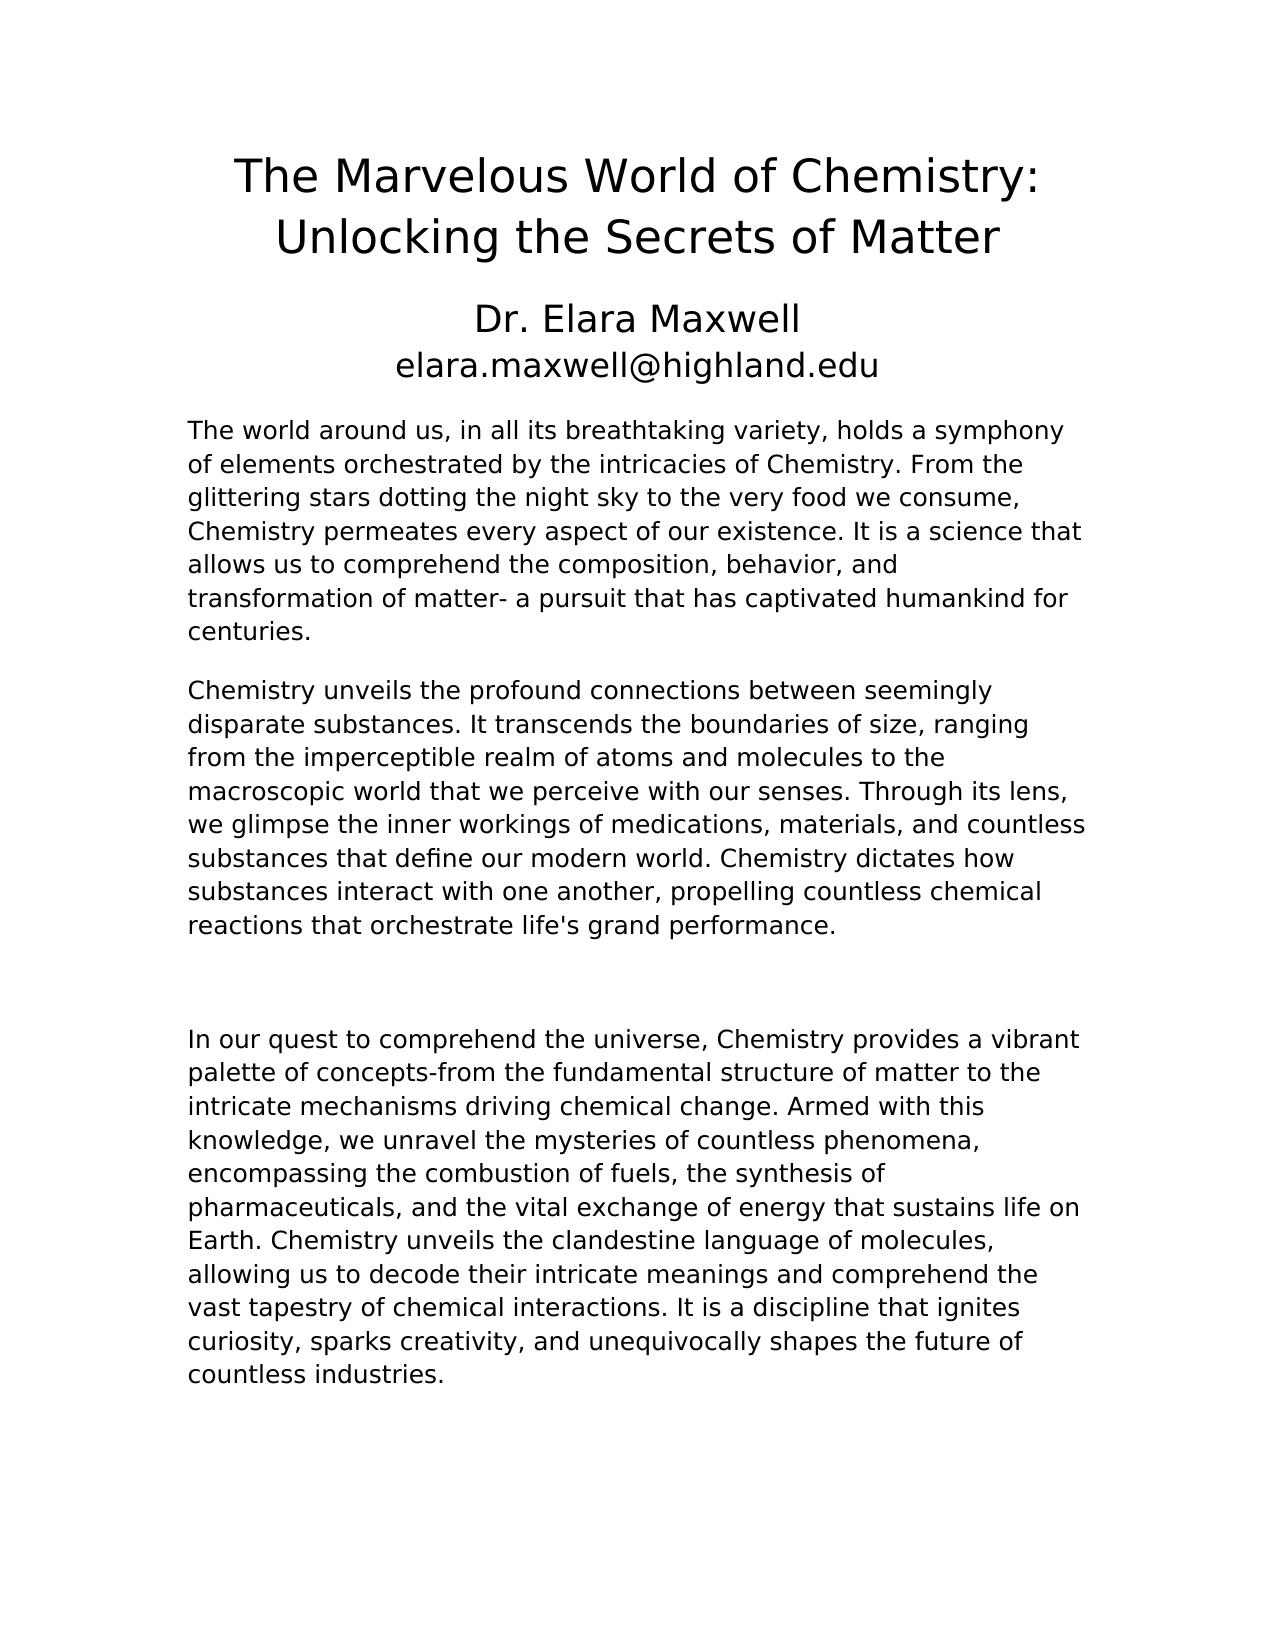 The Marvelous World of Chemistry:
Unlocking the Secrets of Matter
Dr. Elara Maxwell
elara.maxwell@highland.edu
The world around us, in all its breathtaking variety, holds a symphony
of elements orchestrated by the intricacies of Chemistry. From the
glittering stars dotting the night sky to the very food we consume,
Chemistry permeates every aspect of our existence. It is a science that
allows us to comprehend the composition, behavior, and
transformation of matter- a pursuit that has captivated humankind for
centuries.
Chemistry unveils the profound connections between seemingly
disparate substances. It transcends the boundaries of size, ranging
from the imperceptible realm of atoms and molecules to the
macroscopic world that we perceive with our senses. Through its lens,
we glimpse the inner workings of medications, materials, and countless
substances that define our modern world. Chemistry dictates how
substances interact with one another, propelling countless chemical
reactions that orchestrate life's grand performance.
In our quest to comprehend the universe, Chemistry provides a vibrant
palette of concepts-from the fundamental structure of matter to the
intricate mechanisms driving chemical change. Armed with this
knowledge, we unravel the mysteries of countless phenomena,
encompassing the combustion of fuels, the synthesis of
pharmaceuticals, and the vital exchange of energy that sustains life on
Earth. Chemistry unveils the clandestine language of molecules,
allowing us to decode their intricate meanings and comprehend the
vast tapestry of chemical interactions. It is a discipline that ignites
curiosity, sparks creativity, and unequivocally shapes the future of
countless industries.